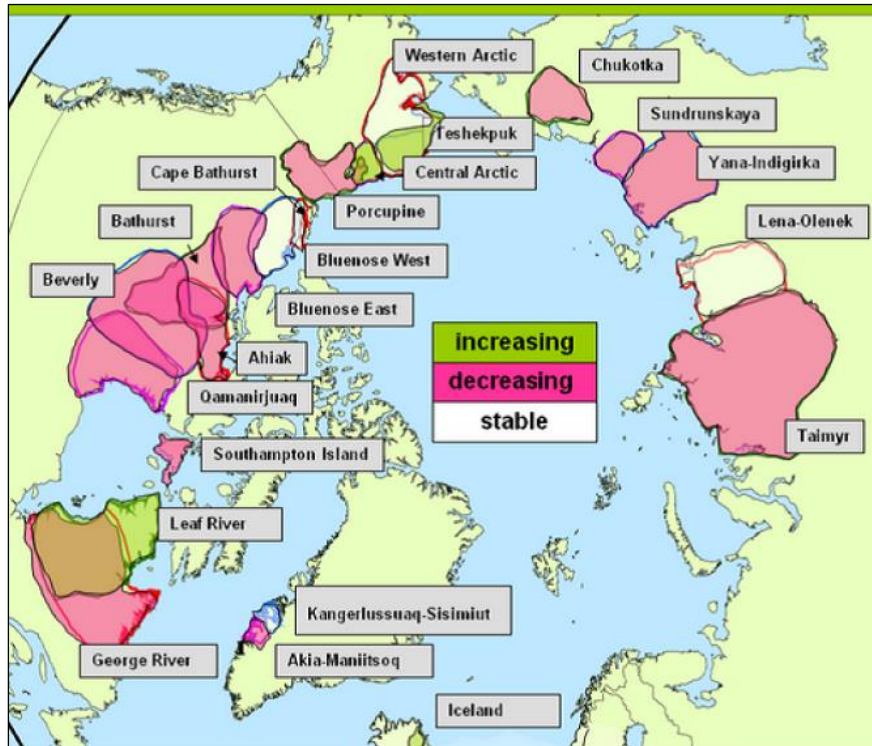 Western Arctic
Chukotka
Sundrunskaya
Teshekpuk
Yana-Indigirka
Cape Bathurst
Central Arctic
Bathurst
Porcupine
Lena-Olenek
Beverly
Bluenose West
Bluenose East
increasing
Ahiak
decreasing
Qamanirjuaq
stable
Taimyr
Southampton Island
Leaf River
Kangerlussuaq-Sisimiut
George River
Akia-Maniitsoq
Iceland